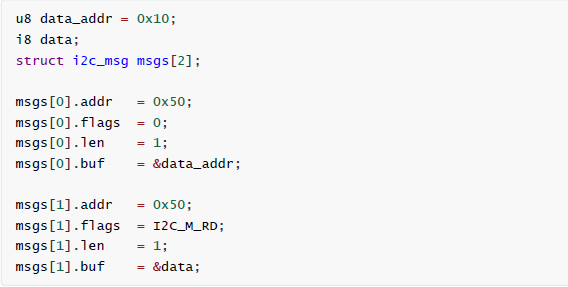 u8 data_addr = 0x10;
i8 data;
struct i2c_msg msgs[2];
msgs[0].addr = 0x50;
msgs[0].flags = 0;
msgs[0].len = 1;
msgs[0].buf = &data_addr;
msgs[1].addr = 0x50;
msgs[1].flags = I2C_M_RD;
msgs[1].len = 1;
msgs[1].buf = &data;